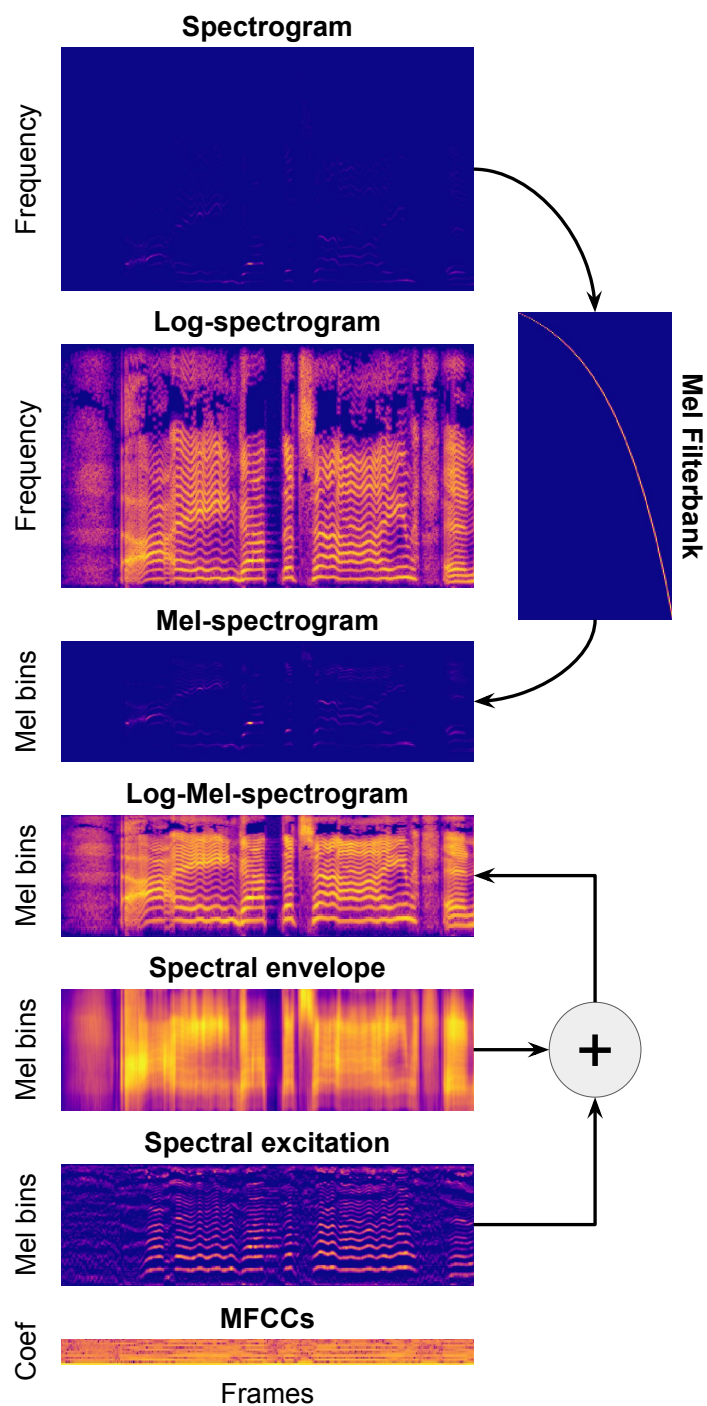 Spectrogram
Frequency
Log-spectrogram
Frequency
Mel Filterbank
Mel-spectrogram
Mel bins
Log-Mel-spectrogram
Mel bins
Spectral envelope
Mel bins
+
Spectral excitation
Mel bins
MFCCs
Coef
Frames